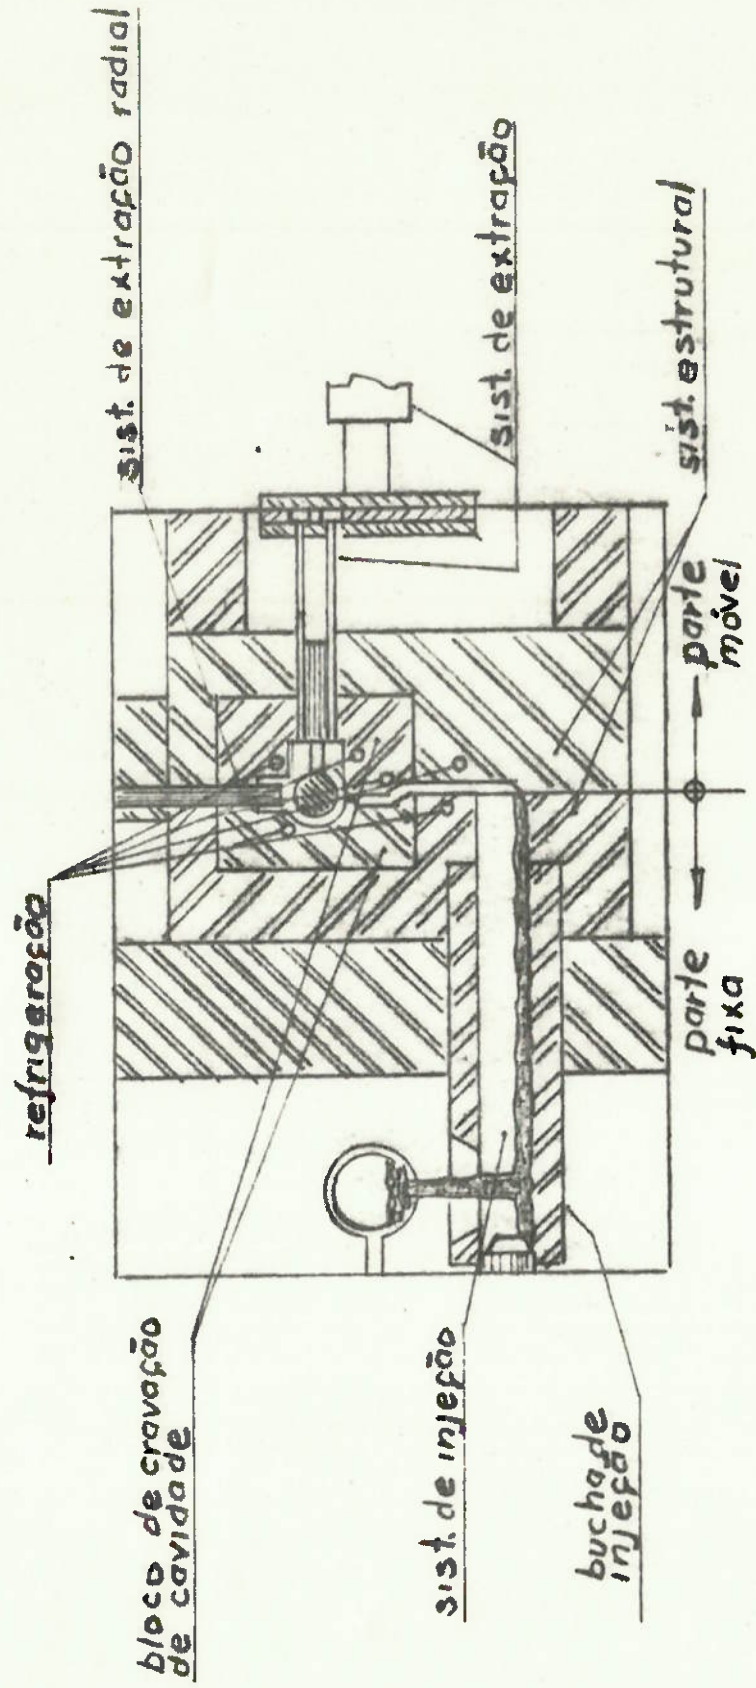 sist. de extração radial
refrigeração
bloco de cravação
de cavidade
sist. de extração
sist. de injeção
sist. estrutural
bucha de
injeção
parte
fixa
parte
móvel